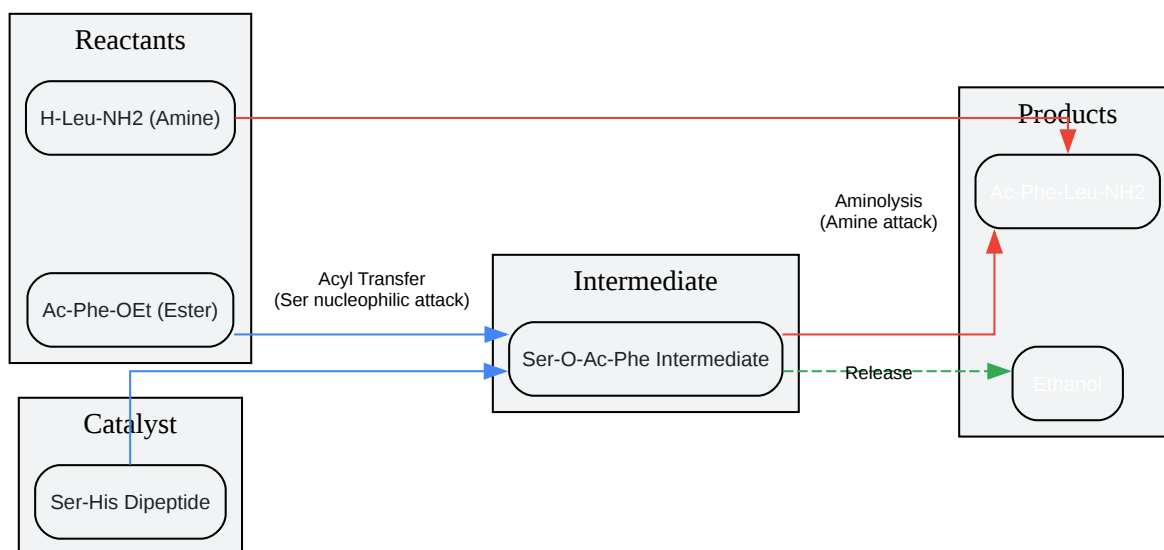 Reactants
H-Leu-NH2 (Amine)
Ac-Phe-OEt (Ester)
Catalyst
Ser-His Dipeptide
Acyl Transfer
(Ser nucleophilic attack)
Intermediate
Ser-O-Ac-Phe Intermediate
Aminolysis
(Amine attack)
Release
Products
Ac-Phe-Leu-NH2
Ethanol